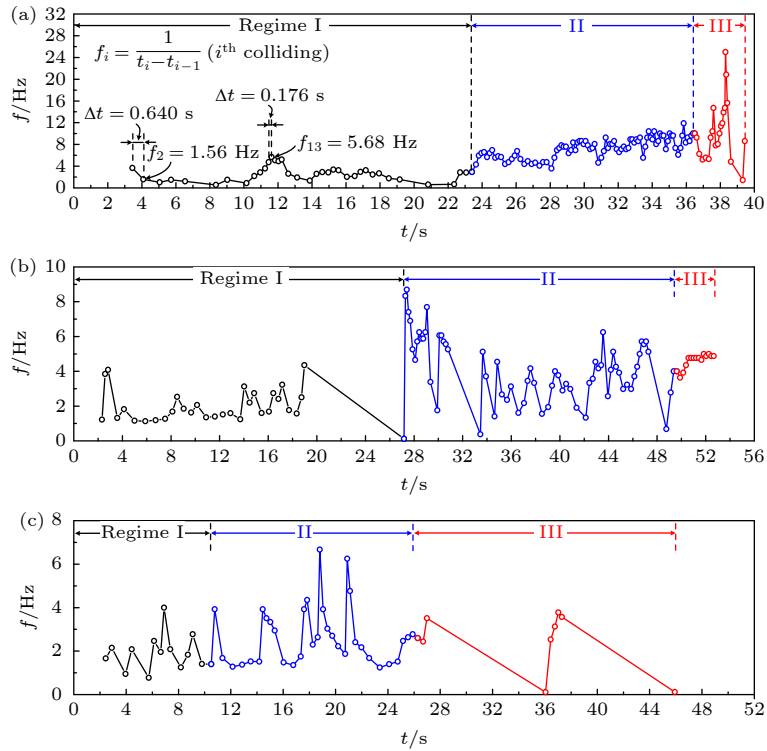 (a)
Regime I II III
f_i = 1 / (t_i − t_{i−1}) (i^{th} colliding)
Δt = 0.640 s
Δt = 0.176 s
f_2 = 1.56 Hz
f_{13} = 5.68 Hz
f/Hz
32
28
24
20
16
12
8
4
0
0 2 4 6 8 10 12 14 16 18 20 22 24 26 28 30 32 34 36 38 40
t/s
(b)
Regime I II III
f/Hz
10
8
6
4
2
0
0 4 8 12 16 20 24 28 32 36 40 44 48 52 56
t/s
(c)
Regime I II III
f/Hz
8
6
4
2
0
0 4 8 12 16 20 24 28 32 36 40 44 48 52
t/s